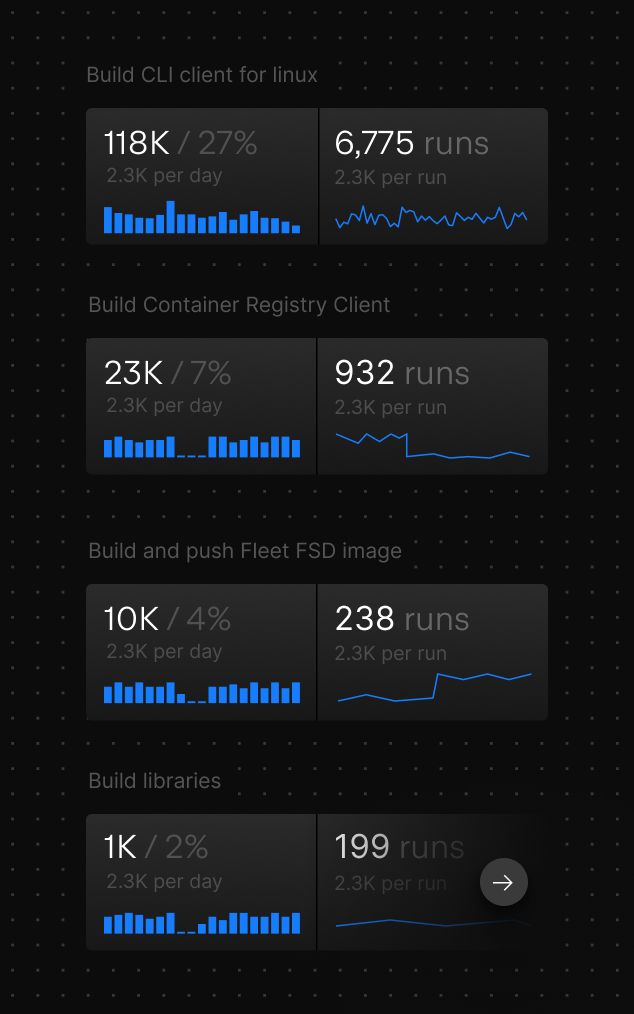 Build CLI client for linux
118K / 27%
2.3K per day
6,775 runs
2.3K per run
Build Container Registry Client
23K / 7%
2.3K per day
932 runs
2.3K per run
Build and push Fleet FSD image
10K / 4%
2.3K per day
238 runs
2.3K per run
Build libraries
1K / 2%
2.3K per day
199 runs
2.3K per run